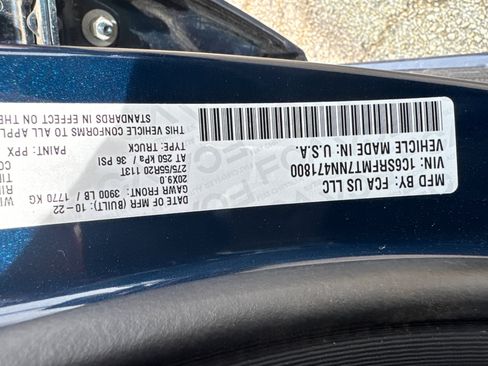 MFD BY: FCA US LLC
DATE OF MFR (BUILT): 10-22
GAWR FRONT: 3900 LB / 1770 KG
20X9.0
275/55R20 113T
AT 250 kPa / 36 PSI
VIN: 1C6SRFMT7NN471800
VEHICLE MADE IN: U.S.A.
TYPE: TRUCK
PAINT: PPX
THIS VEHICLE CONFORMS TO ALL APPL
STANDARDS IN EFFECT ON THE